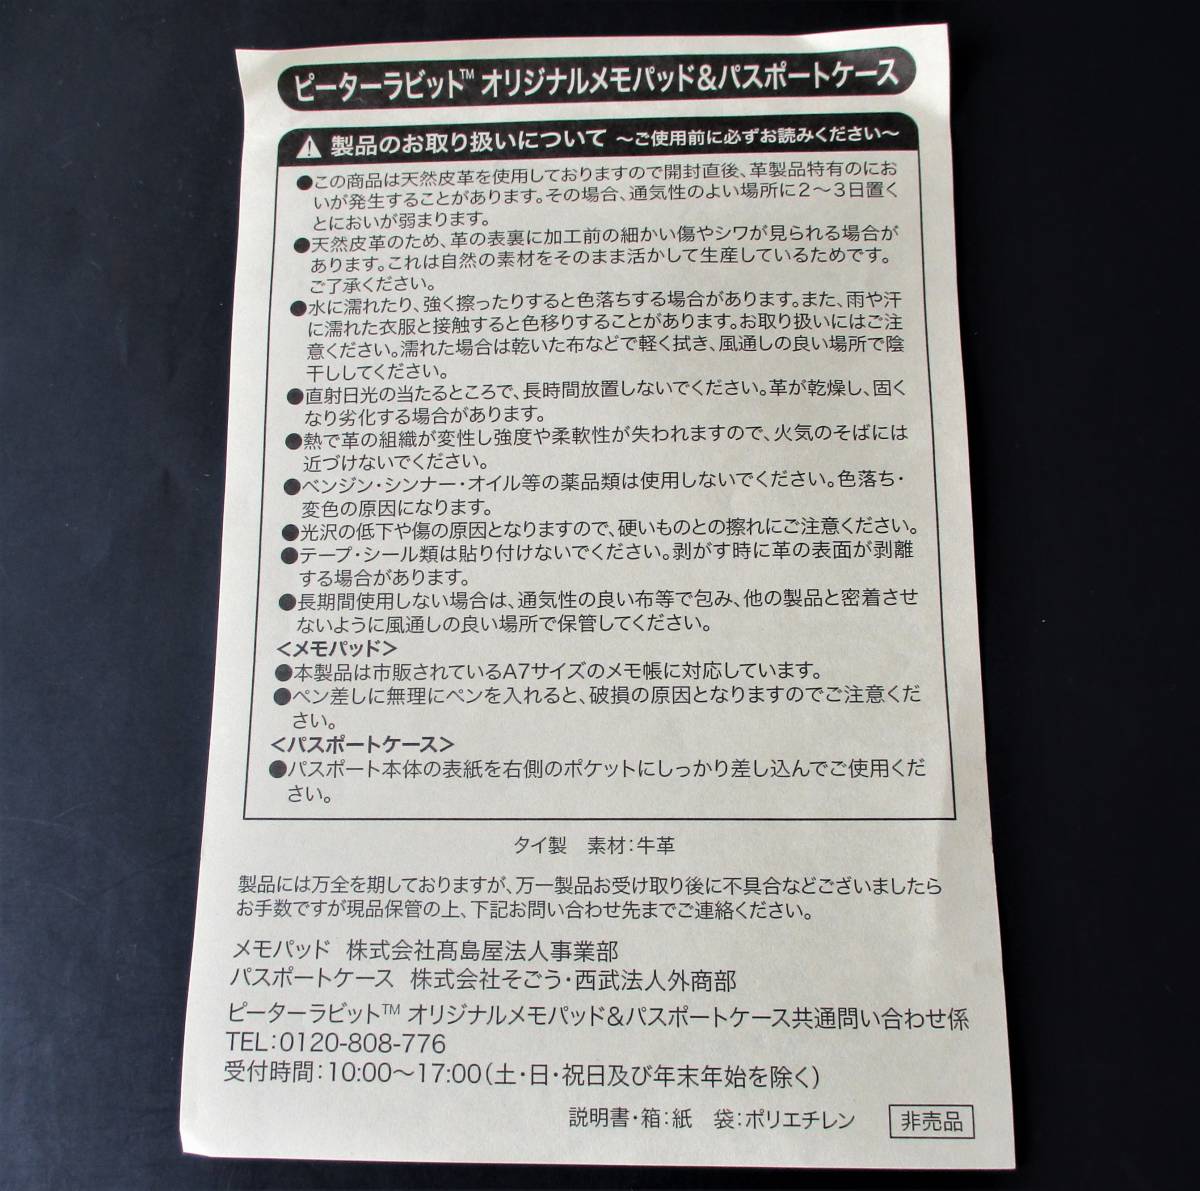 ピーターラビット™ オリジナルメモパッド&パスポートケース
製品のお取り扱いについて ～ご使用前に必ずお読みください～
●この商品は天然皮革を使用しておりますので開封直後、革製品特有のにお
いが発生することがあります。その場合、通気性のよい場所に2～3日置く
とにおいが弱まります。
●天然皮革のため、革の表裏に加工前の細かい傷やシワが見られる場合が
あります。これは自然の素材をそのまま活かして生産しているためです。
ご了承ください。
●水に濡れたり、強く擦ったりすると色落ちする場合があります。また、雨や汗
に濡れた衣服と接触すると色移りすることがあります。お取り扱いにはご注
意ください。濡れた場合は乾いた布などで軽く拭き、風通しの良い場所で陰
干ししてください。
●直射日光の当たるところで、長時間放置しないでください。革が乾燥し、固く
なり劣化する場合があります。
●熱で革の組織が変性し強度や柔軟性が失われますので、火気のそばには
近づけないでください。
●ベンジン・シンナー・オイル等の薬品類は使用しないでください。色落ち・
変色の原因になります。
●光沢の低下や傷の原因となりますので、硬いものとの擦れにご注意ください。
●テープ・シール類は貼り付けないでください。剥がす時に革の表面が剥離
する場合があります。
●長期間使用しない場合は、通気性の良い布等で包み、他の製品と密着させ
ないように風通しの良い場所で保管してください。
<メモパッド>
●本製品は市販されているA7サイズのメモ帳に対応しています。
●ペン差しに無理にペンを入れると、破損の原因となりますのでご注意くだ
さい。
<パスポートケース>
●パスポート本体の表紙を右側のポケットにしっかり差し込んでご使用くだ
さい。
タイ製 素材：牛革
製品には万全を期しておりますが、万一製品お受け取り後に不具合などございましたら
お手数ですが現品保管の上、下記お問い合わせ先までご連絡ください。
メモパッド 株式会社髙島屋法人事業部
パスポートケース 株式会社そごう・西武法人外商部
ピーターラビット™ オリジナルメモパッド&パスポートケース共通問い合わせ係
TEL：0120-808-776
受付時間：10:00～17:00（土・日・祝日及び年末年始を除く）
説明書・箱：紙 袋：ポリエチレン 非売品